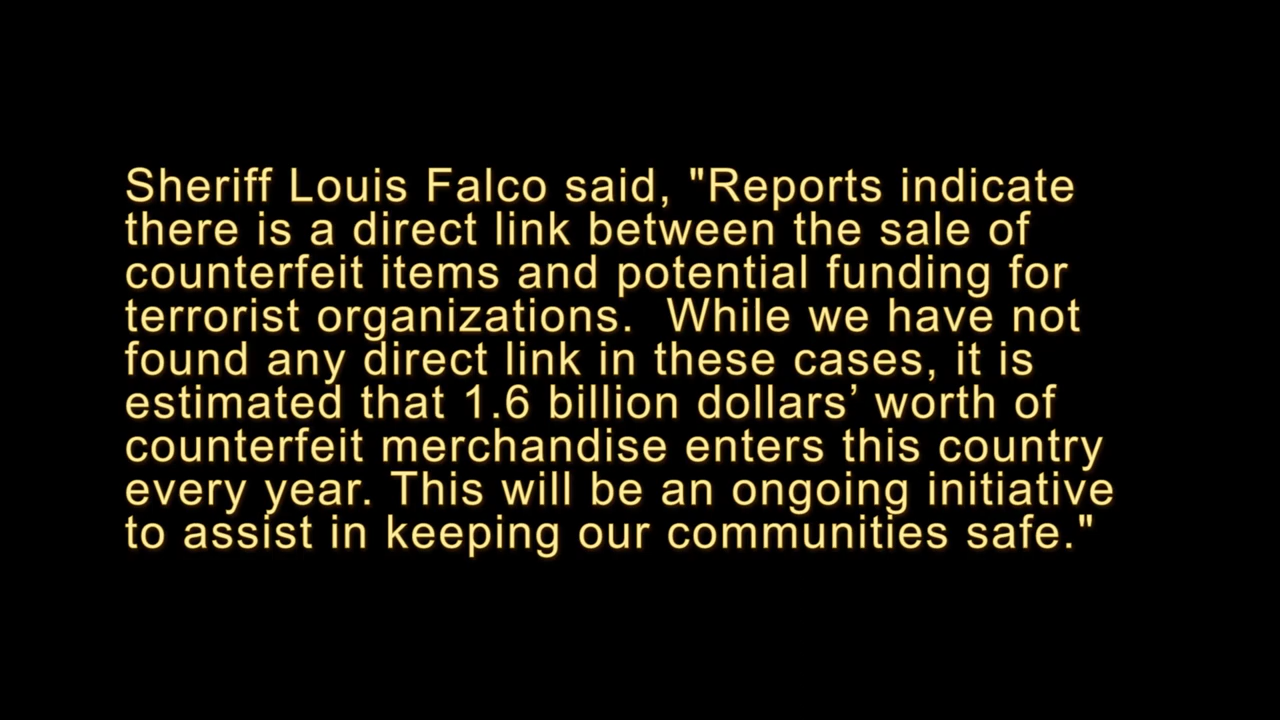 Sheriff Louis Falco said, "Reports indicate
there is a direct link between the sale of
counterfeit items and potential funding for
terrorist organizations.  While we have not
found any direct link in these cases, it is
estimated that 1.6 billion dollars’ worth of
counterfeit merchandise enters this country
every year. This will be an ongoing initiative
to assist in keeping our communities safe."